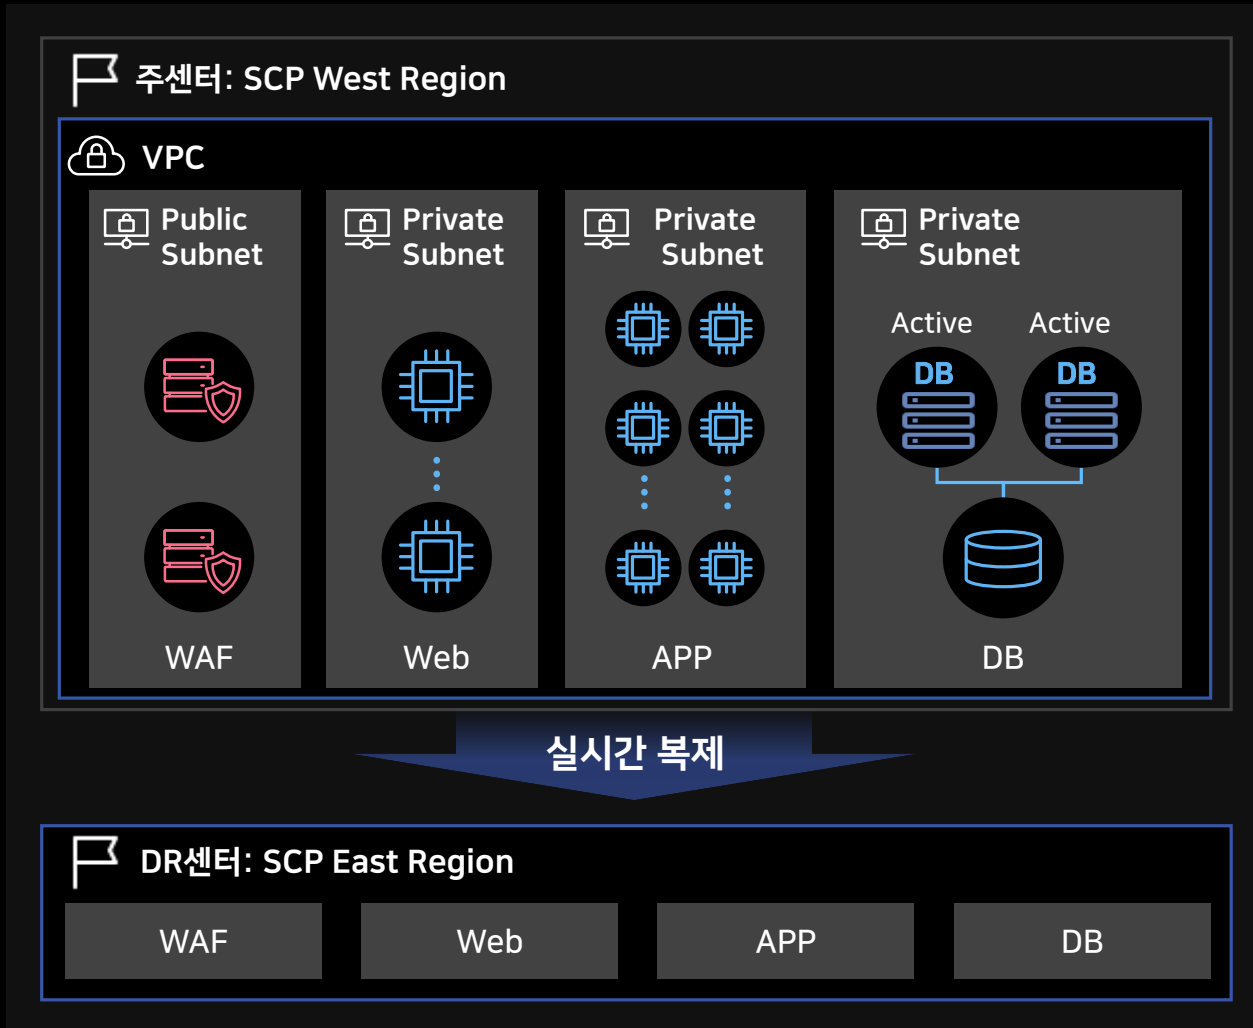 주센터: SCP West Region
VPC
Public
Subnet
Private
Subnet
Private
Subnet
Private
Subnet
Active
Active
DB
DB
WAF
Web
APP
DB
실시간 복제
DR센터: SCP East Region
WAF
Web
APP
DB